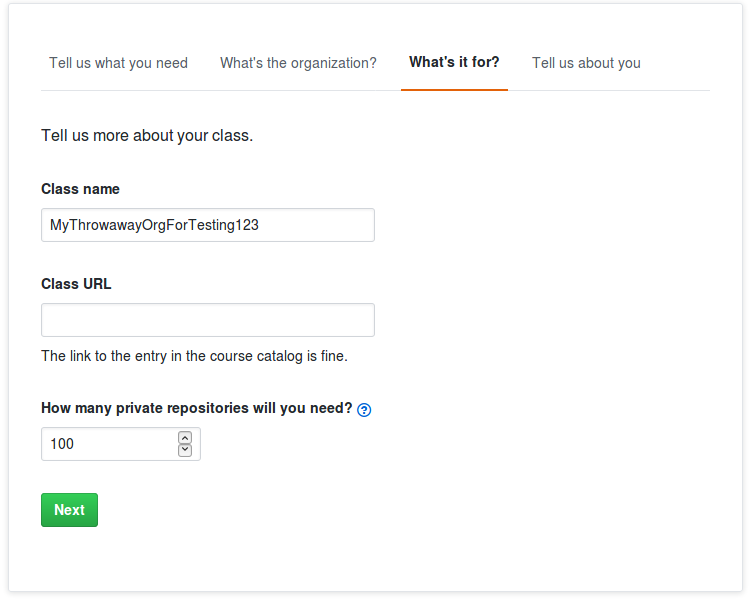 Tell us what you need What's the organization? What's it for? Tell us about you
Tell us more about your class.
Class name
MyThrowawayOrgForTesting123
Class URL
The link to the entry in the course catalog is fine.
How many private repositories will you need? ?
100
Next